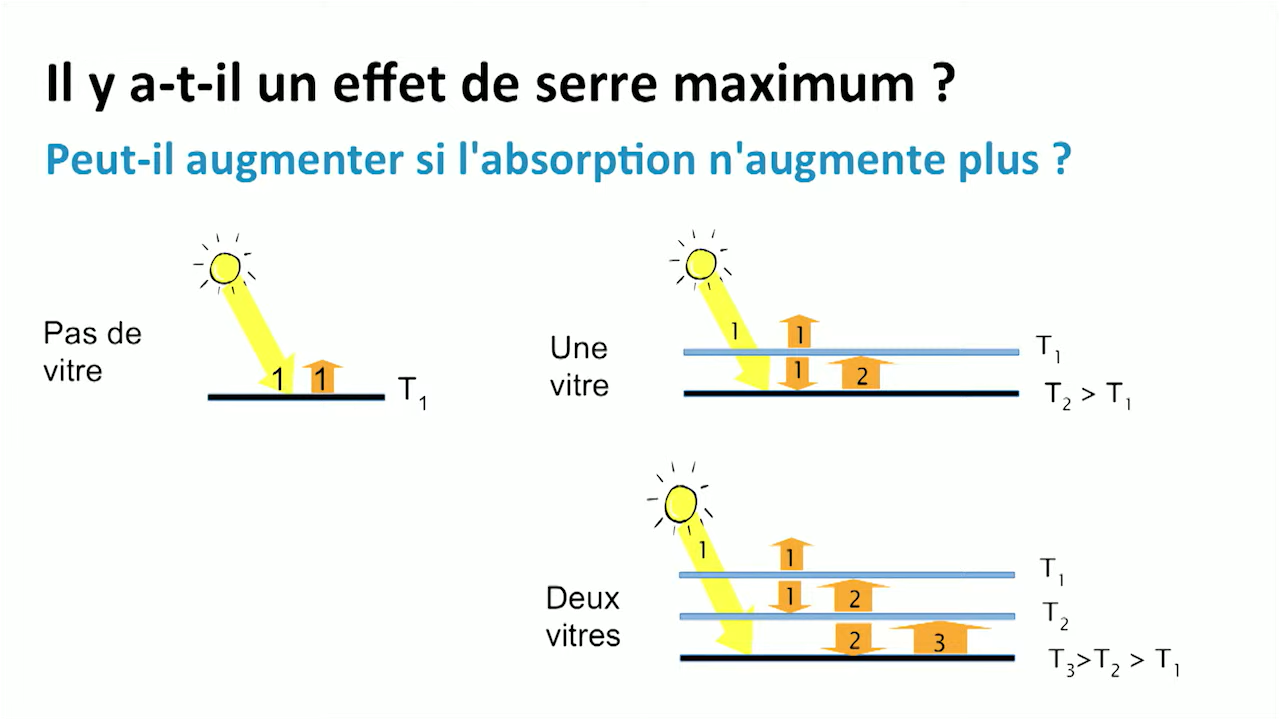 Il y a-t-il un effet de serre maximum ?
Peut-il augmenter si l'absorption n'augmente plus ?
Pas de
vitre
1
1
T1
Une
vitre
1
1
1
2
T1
T2 > T1
Deux
vitres
1
1
1
2
2
3
T1
T2
T3>T2 > T1